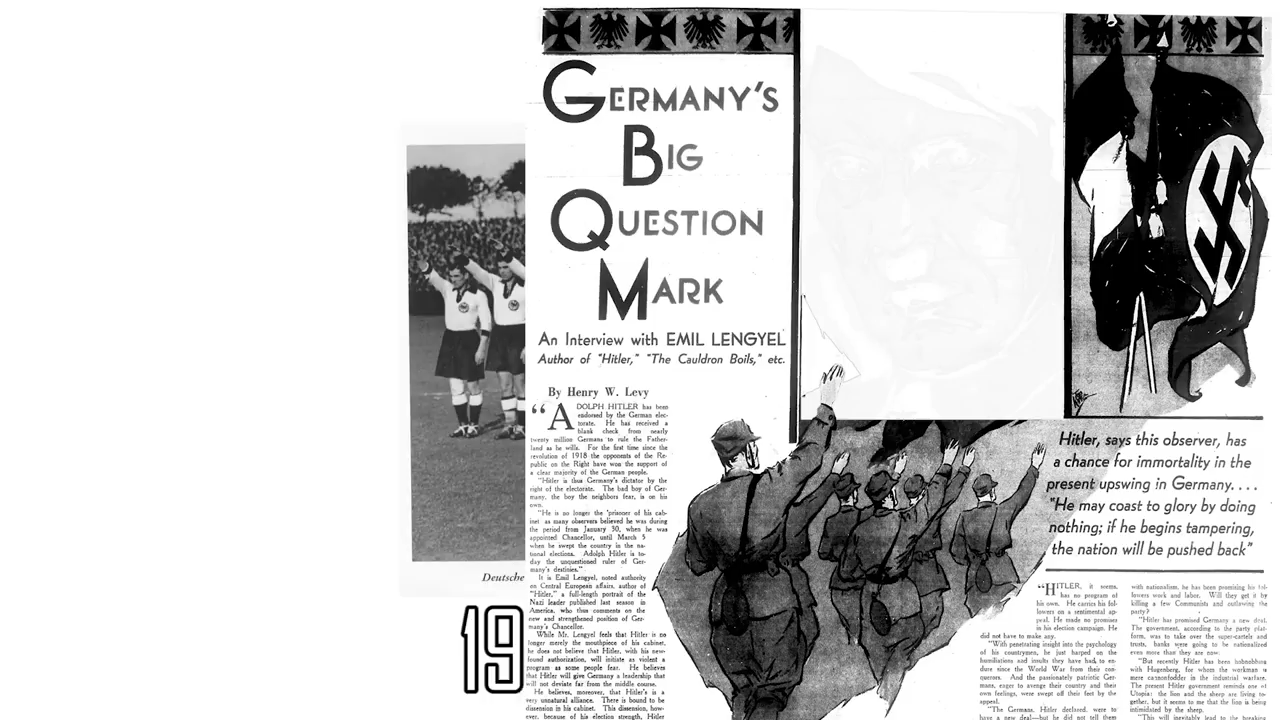 GERMANY'S
BIG
QUESTION
MARK
An Interview with EMIL LENGYEL
Author of "Hitler," "The Cauldron Boils," etc.
By Henry W. Levy
"ADOLPH HITLER has been
endorsed by the German elec-
torate. He has received a
blank check from nearly
twenty million Germans to rule the Father-
land as he wills. For the first time since the
revolution of 1918 the opponents of the Re-
public on the Right have won the support of
a clear majority of the German people.
"Hitler is thus Germany's dictator by the
right of the electorate. The bad boy of Ger-
many, the boy the neighbors fear, is on his
own.
"He is no longer the 'prisoner of his cab-
inet' as many observers believed he was during
the period from January 30, when he was
appointed Chancellor, until March 5
when he swept the country in the na-
tional elections. Adolph Hitler is to-
day the unquestioned ruler of Ger-
many's destinies."
It is Emil Lengyel, noted authority
on Central European affairs, author of
"Hitler," a full-length portrait of the
Nazi leader published last season in
America, who thus comments on the
new and strengthened position of Ger-
many's Chancellor.
While Mr. Lengyel feels that Hitler is no
longer merely the mouthpiece of his cabinet,
he does not believe that Hitler, with his new-
found authorization, will initiate as violent a
program as some people fear. He believes
that Hitler will give Germany a leadership that
will not deviate far from the middle course.
He believes, moreover, that Hitler's is a
very unnatural alliance. There is bound to be
dissension in his cabinet. This dissension, how-
ever, because of his election strength, Hitler
Hitler, says this observer, has
a chance for immortality in the
present upswing in Germany. . . .
"He may coast to glory by doing
nothing; if he begins tampering,
the nation will be pushed back"
"HITLER, it seems,
has no program of
his own. He carries his fol-
lowers on a sentimental ap-
peal. He made no promises
in his election campaign. He
did not have to make any.
"With penetrating insight into the psychology
of his countrymen, he just harped on the
humiliations and insults they have had to en-
dure since the World War from their con-
querors. And the passionately patriotic Ger-
mans, eager to avenge their country and their
own feelings, were swept off their feet by the
appeal.
"The Germans, Hitler declared, were to
have a new deal—but he did not tell them
with nationalism, he has been promising his fol-
lowers work and labor. Will they get it by
killing a few Communists and outlawing the
party?
"Hitler has promised Germany a new deal.
The government, according to the party plat-
form, was to take over the super-cartels and
trusts, banks were going to be nationalized
even more than they are now.
"But recently Hitler has been hobnobbing
with Hugenberg, for whom the workman is
mere cannonfodder in the industrial warfare.
The present Hitler government reminds one of
Utopia: the lion and the sheep are living to-
gether, but it seems to me that the lion is being
intimidated by the sheep.
"This will inevitably lead to the breaking
Deutsche
19